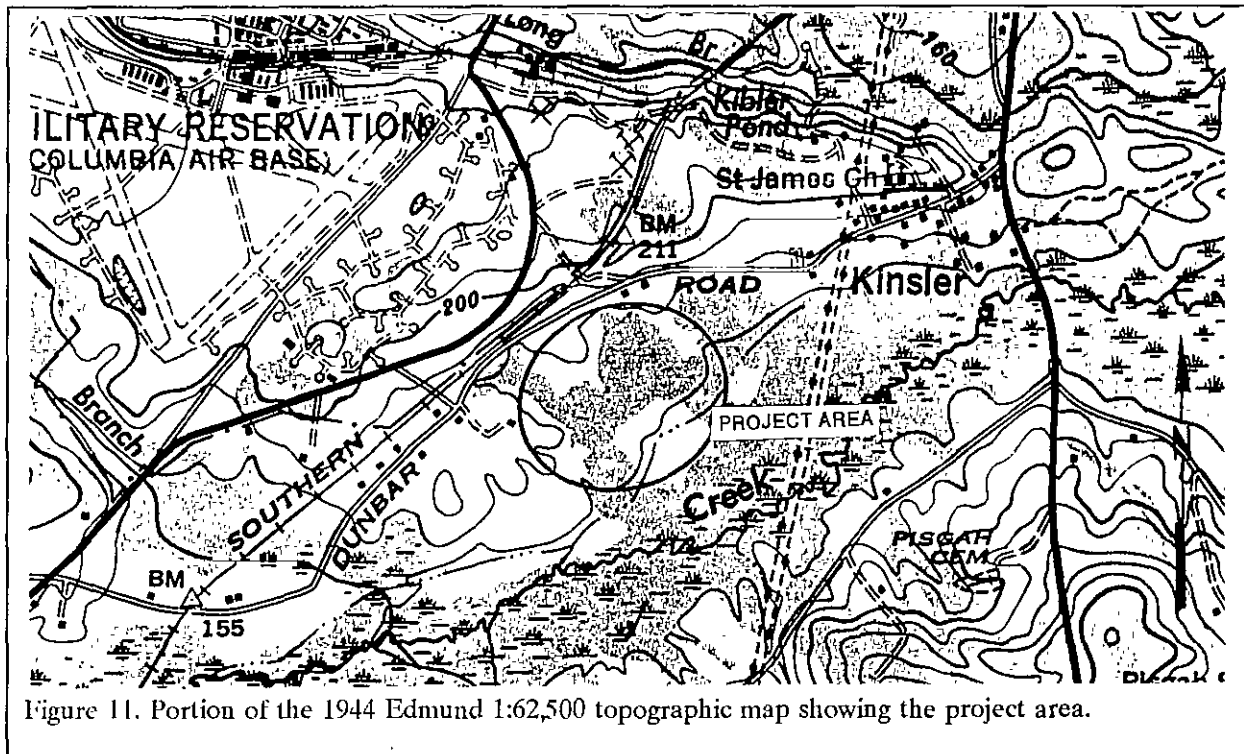 Long
Br
160
Kibler
Pond
ILITARY RESERVATION
COLUMBIA AIR BASE)
St James Ch
BM
211
ROAD
Kinsler
200
PROJECT AREA
Branch
SOUTHERN
DUNBAR
Creek
PISGAH
CEM
BM
155
Figure 11. Portion of the 1944 Edmund 1:62,500 topographic map showing the project area.